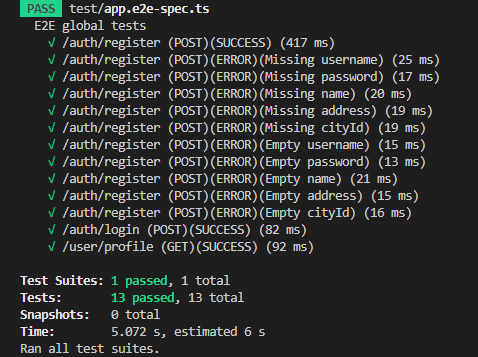 PASS test/app.e2e-spec.ts
E2E global tests
√ /auth/register (POST)(SUCCESS) (417 ms)
√ /auth/register (POST)(ERROR)(Missing username) (25 ms)
√ /auth/register (POST)(ERROR)(Missing password) (17 ms)
√ /auth/register (POST)(ERROR)(Missing name) (20 ms)
√ /auth/register (POST)(ERROR)(Missing address) (19 ms)
√ /auth/register (POST)(ERROR)(Missing cityId) (19 ms)
√ /auth/register (POST)(ERROR)(Empty username) (15 ms)
√ /auth/register (POST)(ERROR)(Empty password) (13 ms)
√ /auth/register (POST)(ERROR)(Empty name) (21 ms)
√ /auth/register (POST)(ERROR)(Empty address) (15 ms)
√ /auth/register (POST)(ERROR)(Empty cityId) (16 ms)
√ /auth/login (POST)(SUCCESS) (82 ms)
√ /user/profile (GET)(SUCCESS) (92 ms)
Test Suites: 1 passed, 1 total
Tests: 13 passed, 13 total
Snapshots: 0 total
Time: 5.072 s, estimated 6 s
Ran all test suites.